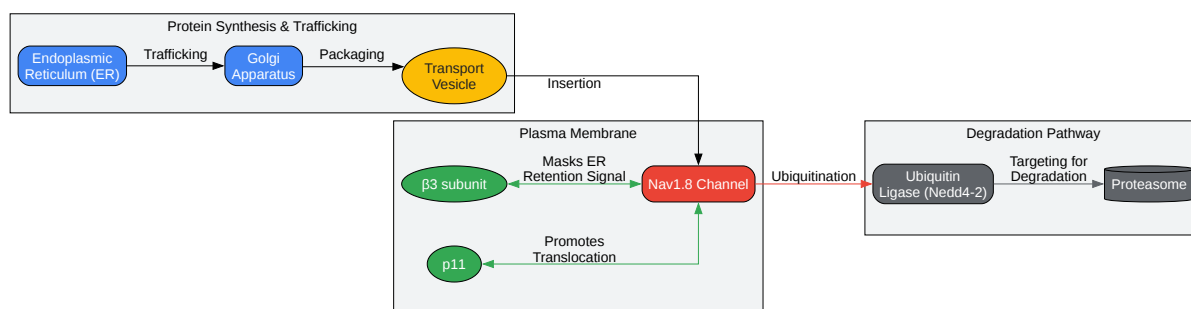 Protein Synthesis & Trafficking
Endoplasmic
Reticulum (ER)
Trafficking
Golgi
Apparatus
Packaging
Transport
Vesicle
Insertion
Plasma Membrane
β3 subunit
Masks ER
Retention Signal
Nav1.8 Channel
p11
Promotes
Translocation
Ubiquitination
Degradation Pathway
Ubiquitin
Ligase (Nedd4-2)
Targeting for
Degradation
Proteasome